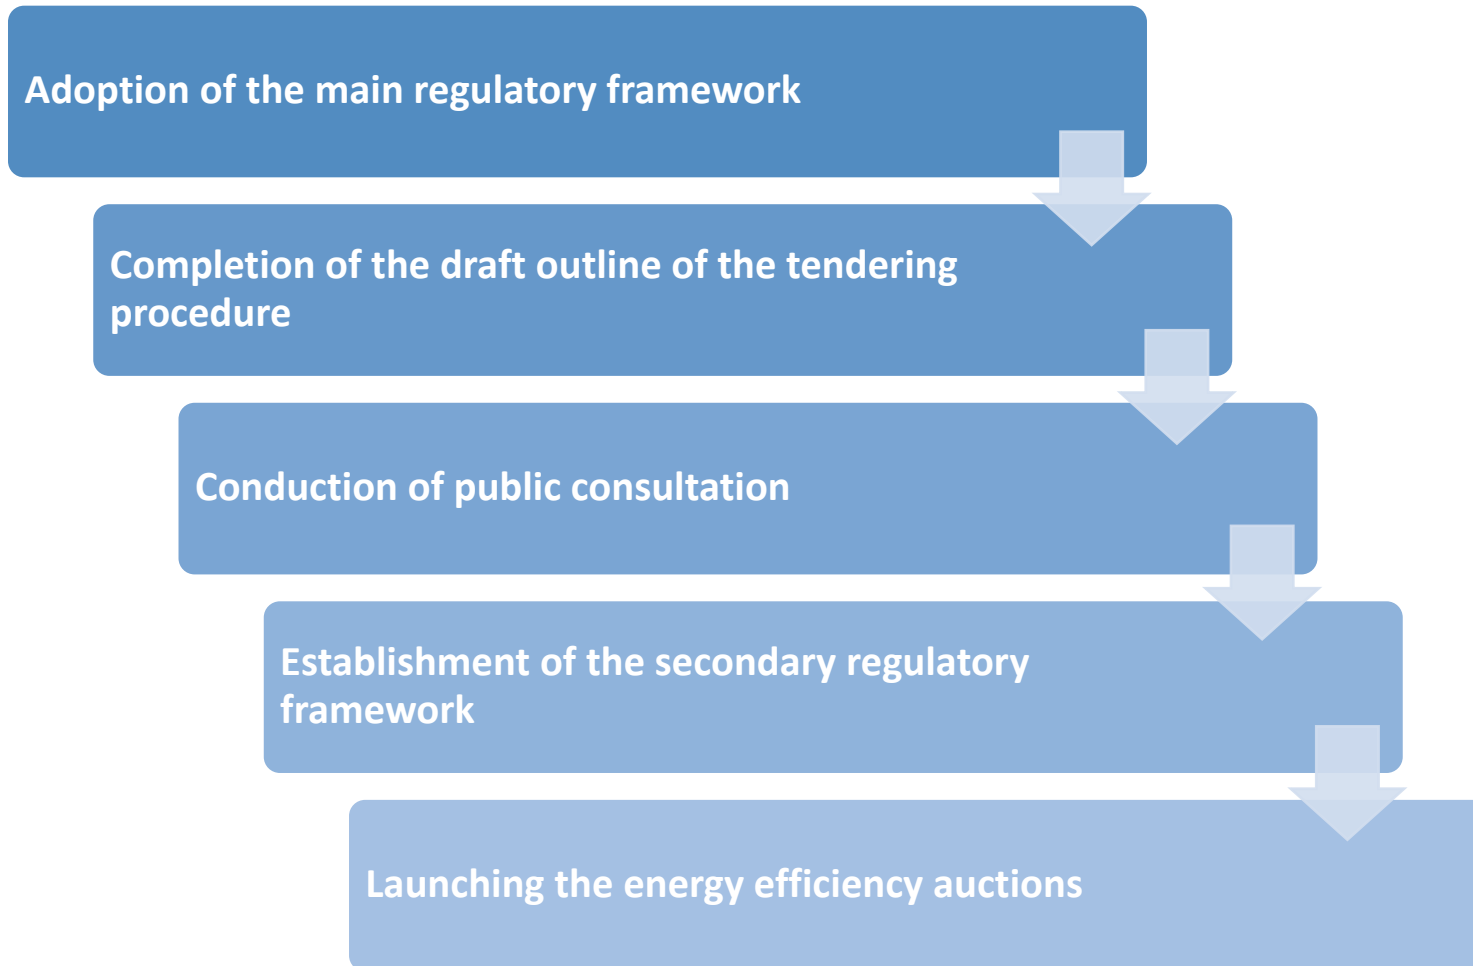 Adoption of the main regulatory framework
Completion of the draft outline of the tendering
procedure
Conduction of public consultation
Establishment of the secondary regulatory
framework
Launching the energy efficiency auctions